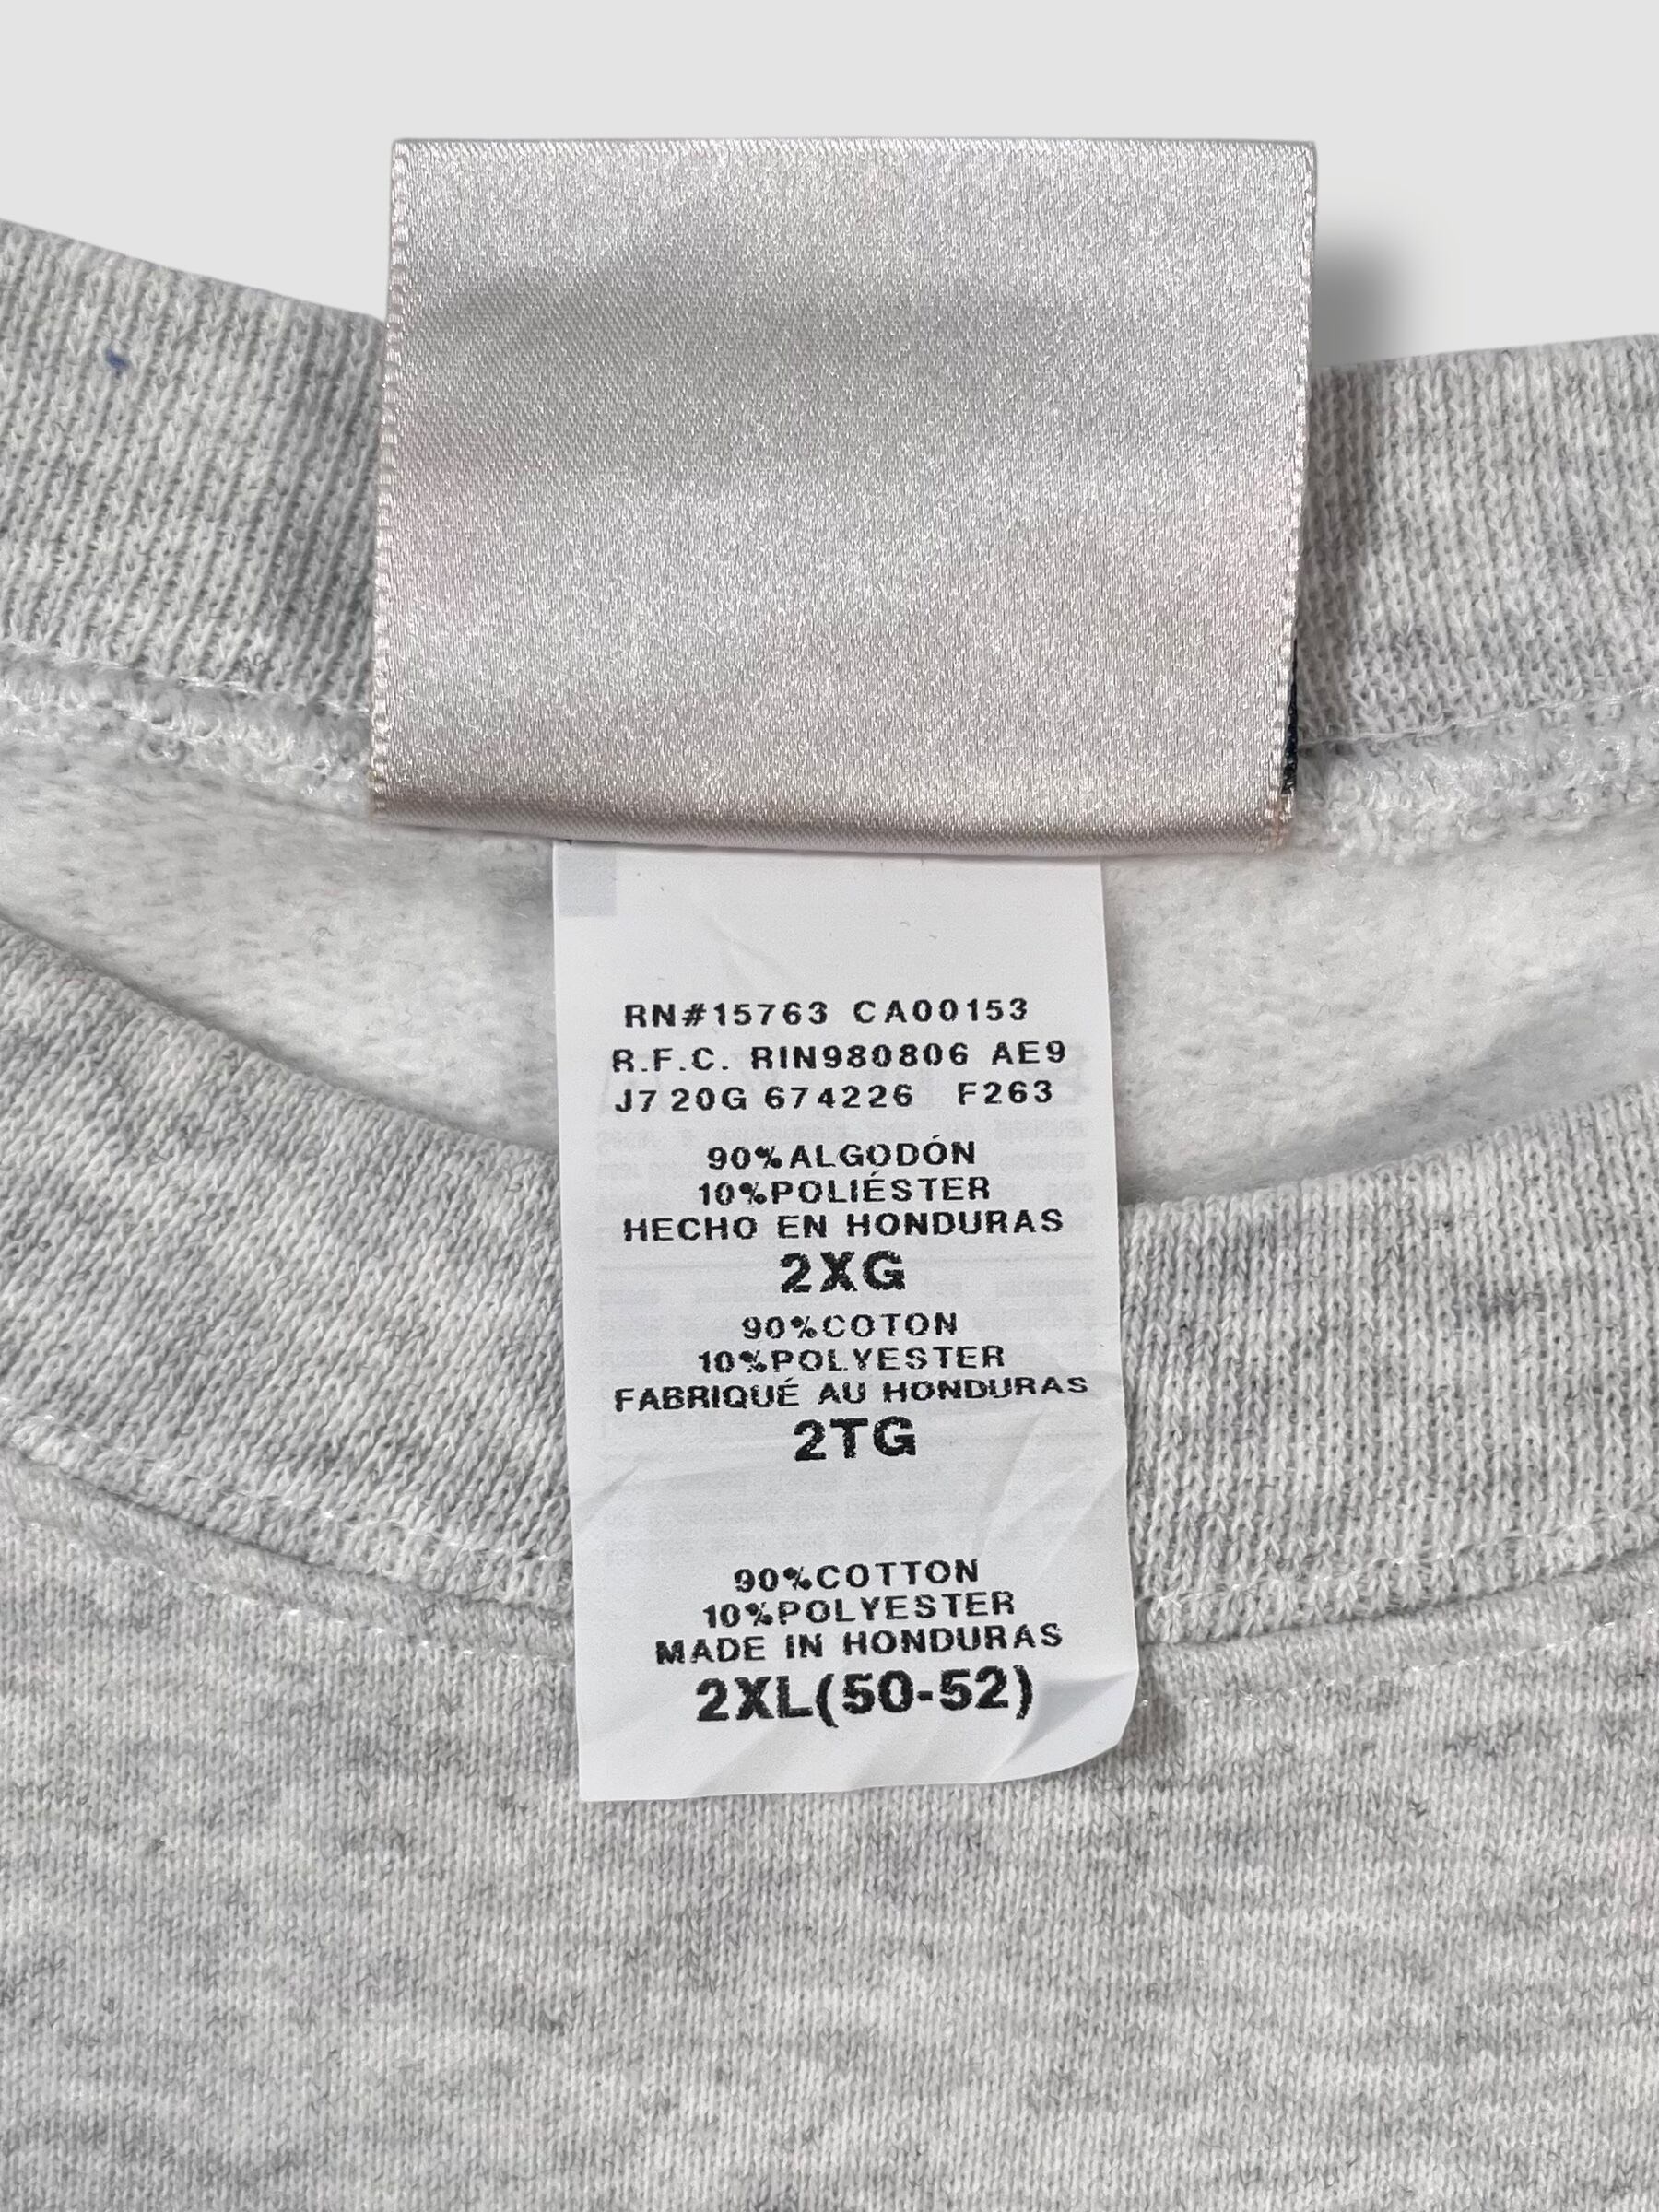 RN#15763 CA00153
R.F.C. RIN980806 AE9
J7 20G 674226 F263
90%ALGODÓN
10%POLIÉSTER
HECHO EN HONDURAS
2XG
90%COTON
10%POLYESTER
FABRIQUÉ AU HONDURAS
2TG
90%COTTON
10%POLYESTER
MADE IN HONDURAS
2XL(50-52)